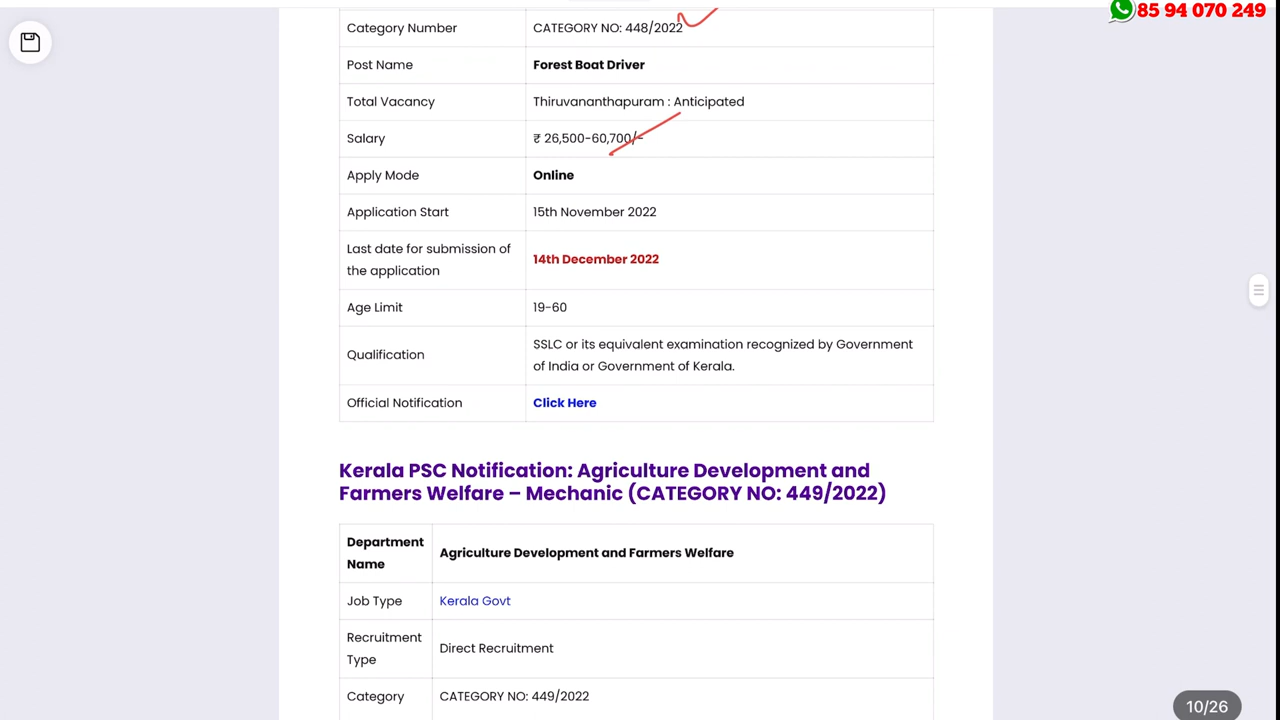 85 94 070 249
Category Number CATEGORY NO: 448/2022
Post Name Forest Boat Driver
Total Vacancy Thiruvananthapuram : Anticipated
Salary ₹ 26,500-60,700/-
Apply Mode Online
Application Start 15th November 2022
Last date for submission of
the application
14th December 2022
Age Limit 19-60
Qualification
SSLC or its equivalent examination recognized by Government
of India or Government of Kerala.
Official Notification Click Here
Kerala PSC Notification: Agriculture Development and
Farmers Welfare – Mechanic (CATEGORY NO: 449/2022)
Department
Name
Agriculture Development and Farmers Welfare
Job Type Kerala Govt
Recruitment
Type
Direct Recruitment
Category CATEGORY NO: 449/2022
10/26